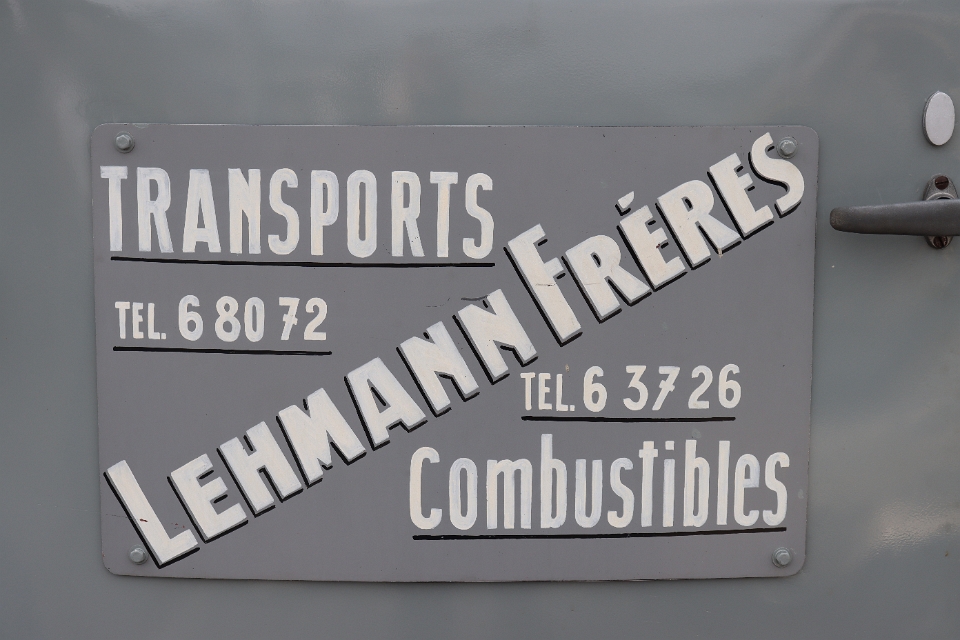 TRANSPORTS
TEL. 6 80 72
LEHMANN FRÉRES
TEL. 6 37 26
Combustibles